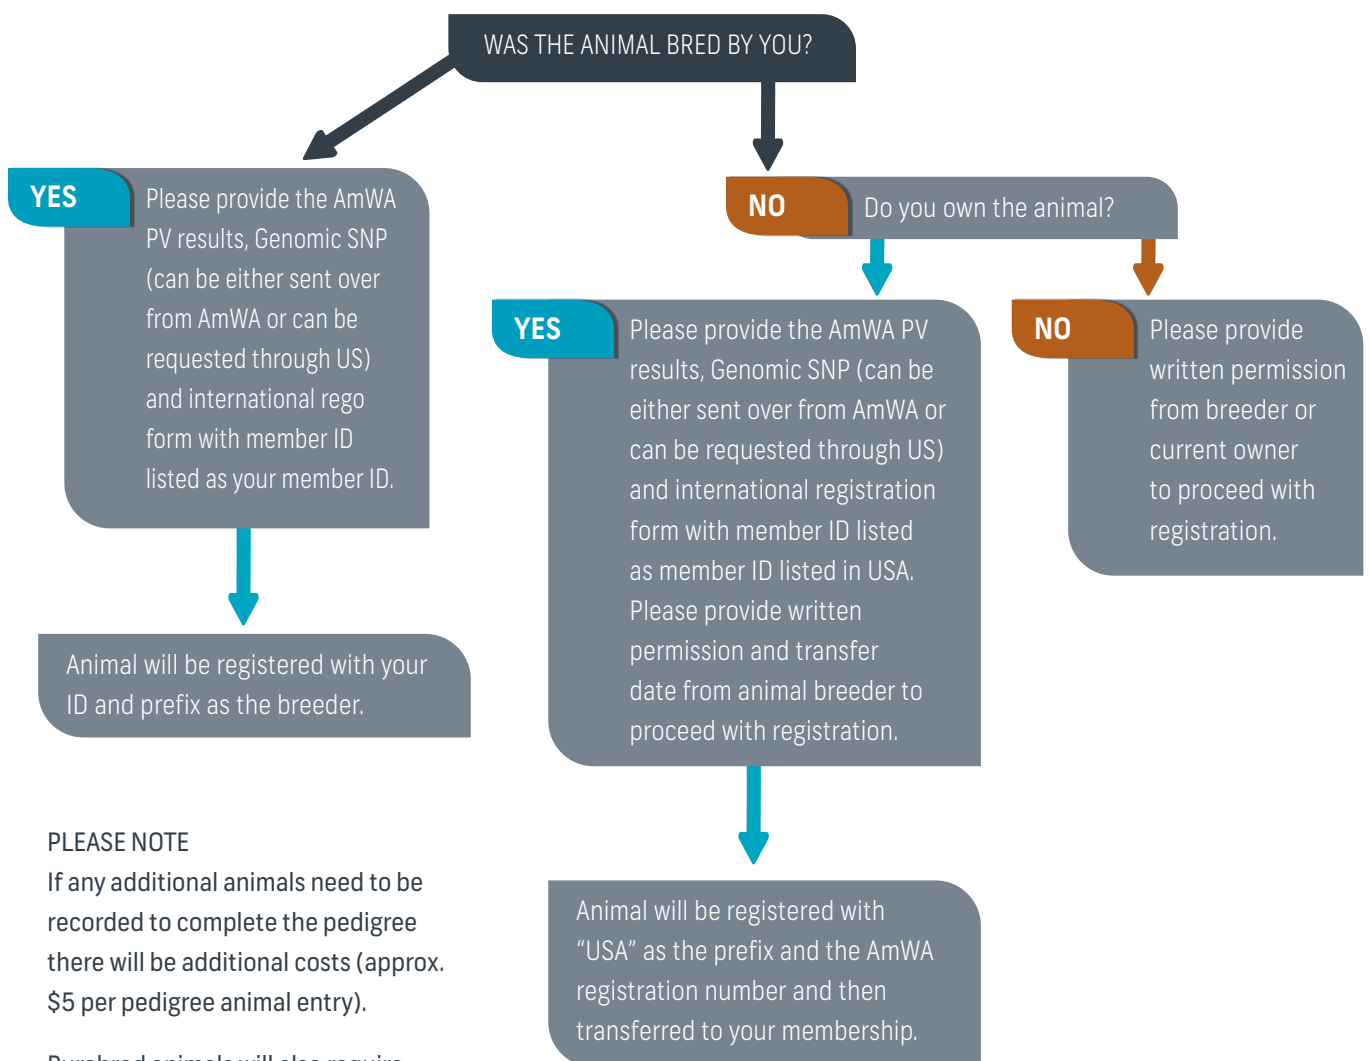 WAS THE ANIMAL BRED BY YOU?
YES
Please provide the AmWA
PV results, Genomic SNP
(can be either sent over
from AmWA or can be
requested through US)
and international rego
form with member ID
listed as your member ID.
Animal will be registered with your
ID and prefix as the breeder.
NO
Do you own the animal?
YES
Please provide the AmWA PV
results, Genomic SNP (can be
either sent over from AmWA or
can be requested through US)
and international registration
form with member ID listed
as member ID listed in USA.
Please provide written
permission and transfer
date from animal breeder to
proceed with registration.
Animal will be registered with
“USA” as the prefix and the AmWA
registration number and then
transferred to your membership.
NO
Please provide
written permission
from breeder or
current owner
to proceed with
registration.
PLEASE NOTE
If any additional animals need to be
recorded to complete the pedigree
there will be additional costs (approx.
$5 per pedigree animal entry).
Purebred animals will also require